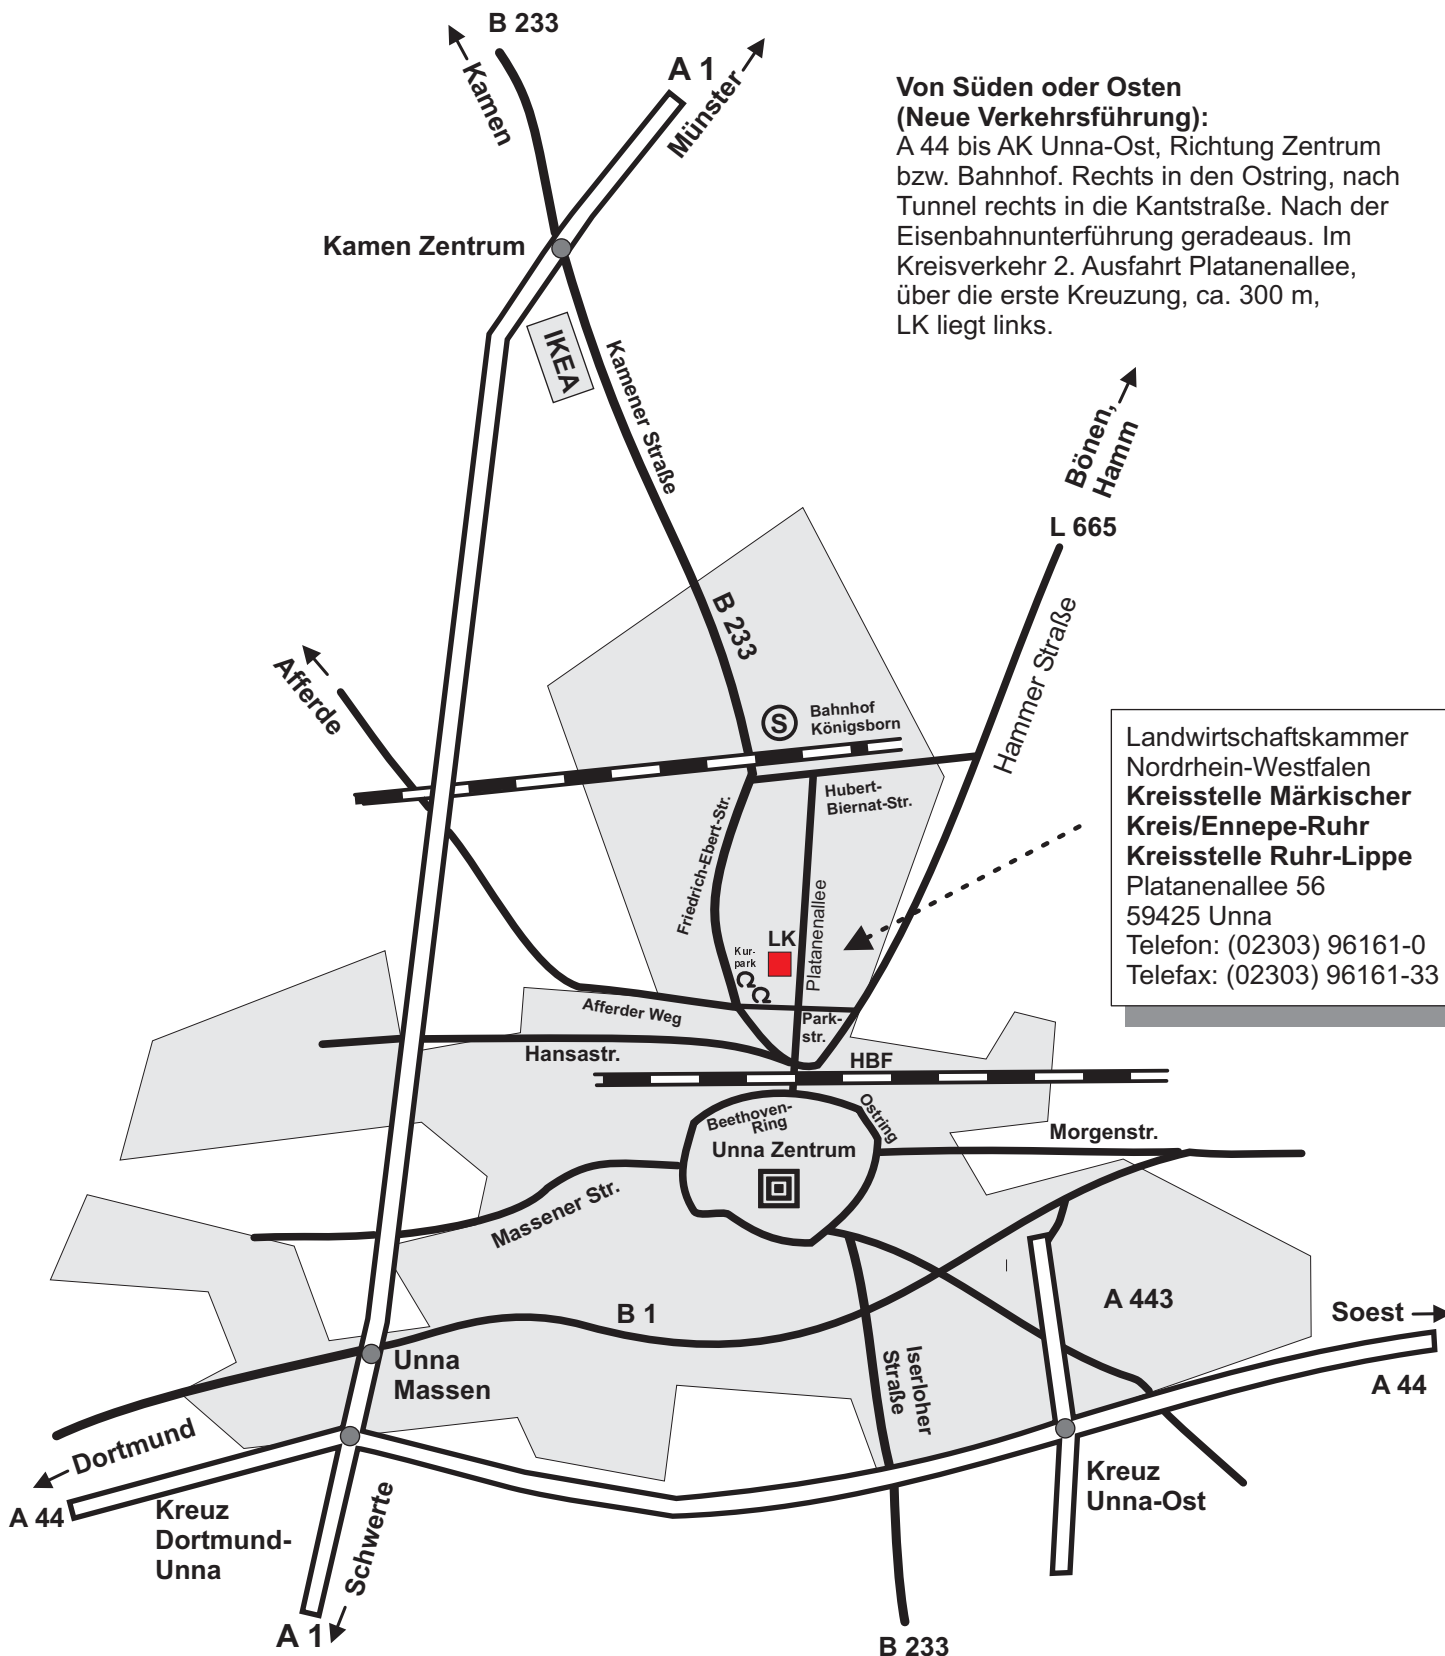 B 233
Kamen
A 1
Münster
Von Süden oder Osten
(Neue Verkehrsführung):
A 44 bis AK Unna-Ost, Richtung Zentrum
bzw. Bahnhof. Rechts in den Ostring, nach
Tunnel rechts in die Kantstraße. Nach der
Eisenbahnunterführung geradeaus. Im
Kreisverkehr 2. Ausfahrt Platanenallee,
über die erste Kreuzung, ca. 300 m,
LK liegt links.
Kamen Zentrum
IKEA
Kamener Straße
Bönen,
Hamm
L 665
B 233
Hammer Straße
Afferde
S
Bahnhof
Königsborn
Hubert-
Biernat-Str.
Friedrich-Ebert-Str.
Landwirtschaftskammer
Nordrhein-Westfalen
Kreisstelle Märkischer
Kreis/Ennepe-Ruhr
Kreisstelle Ruhr-Lippe
Platanenallee 56
59425 Unna
Telefon: (02303) 96161-0
Telefax: (02303) 96161-33
LK
Platanenallee
Kur-
park
Afferder Weg
Park-
str.
Hansastr.
HBF
Beethoven-
Ring
Ostring
Unna Zentrum
Morgenstr.
Massener Str.
B 1
A 443
Soest
Unna
Massen
Iserloher
Straße
A 44
Dortmund
A 44
Kreuz
Dortmund-
Unna
Schwerte
Kreuz
Unna-Ost
A 1
B 233